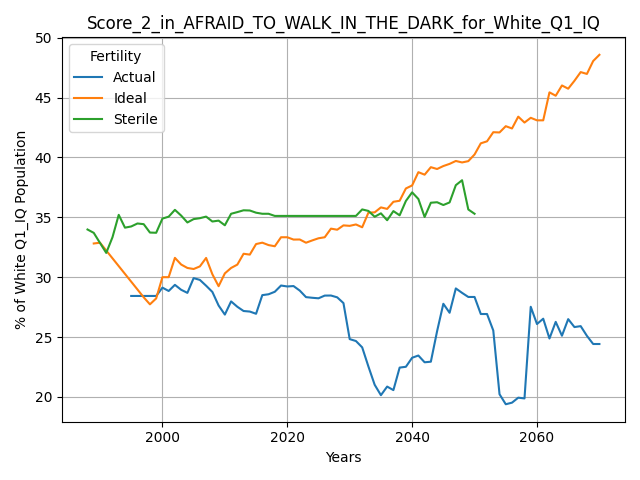 Score_2_in_AFRAID_TO_WALK_IN_THE_DARK_for_White_Q1_IQ
50
45
40
35
30
25
20
% of White Q1_IQ Population
Fertility
Actual
Ideal
Sterile
2000 2020 2040 2060
Years